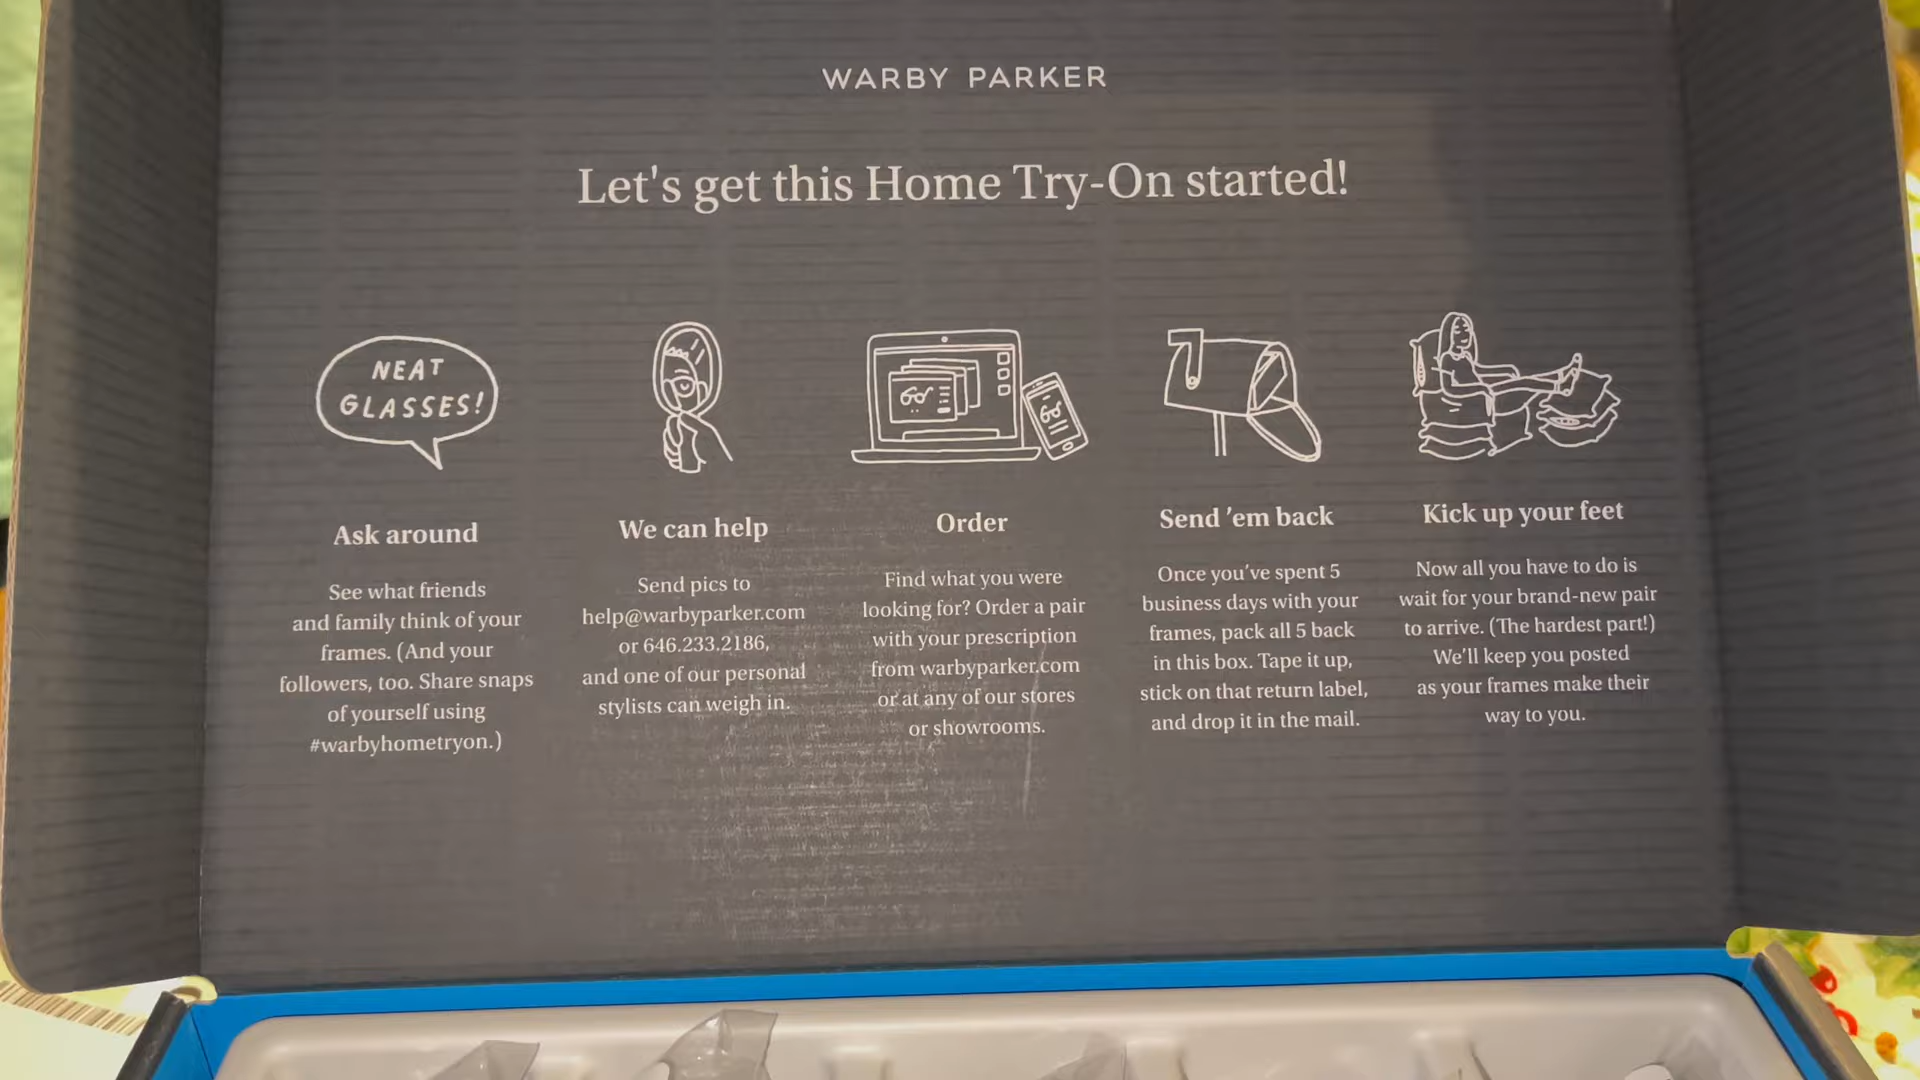 WARBY PARKER
Let's get this Home Try-On started!
NEAT
GLASSES!
Ask around
See what friends
and family think of your
frames. (And your
followers, too. Share snaps
of yourself using
#warbyhometryon.)
We can help
Send pics to
help@warbyparker.com
or 646.233.2186,
and one of our personal
stylists can weigh in.
Order
Find what you were
looking for? Order a pair
with your prescription
from warbyparker.com
or at any of our stores
or showrooms.
Send 'em back
Once you've spent 5
business days with your
frames, pack all 5 back
in this box. Tape it up,
stick on that return label,
and drop it in the mail.
Kick up your feet
Now all you have to do is
wait for your brand-new pair
to arrive. (The hardest part!)
We'll keep you posted
as your frames make their
way to you.